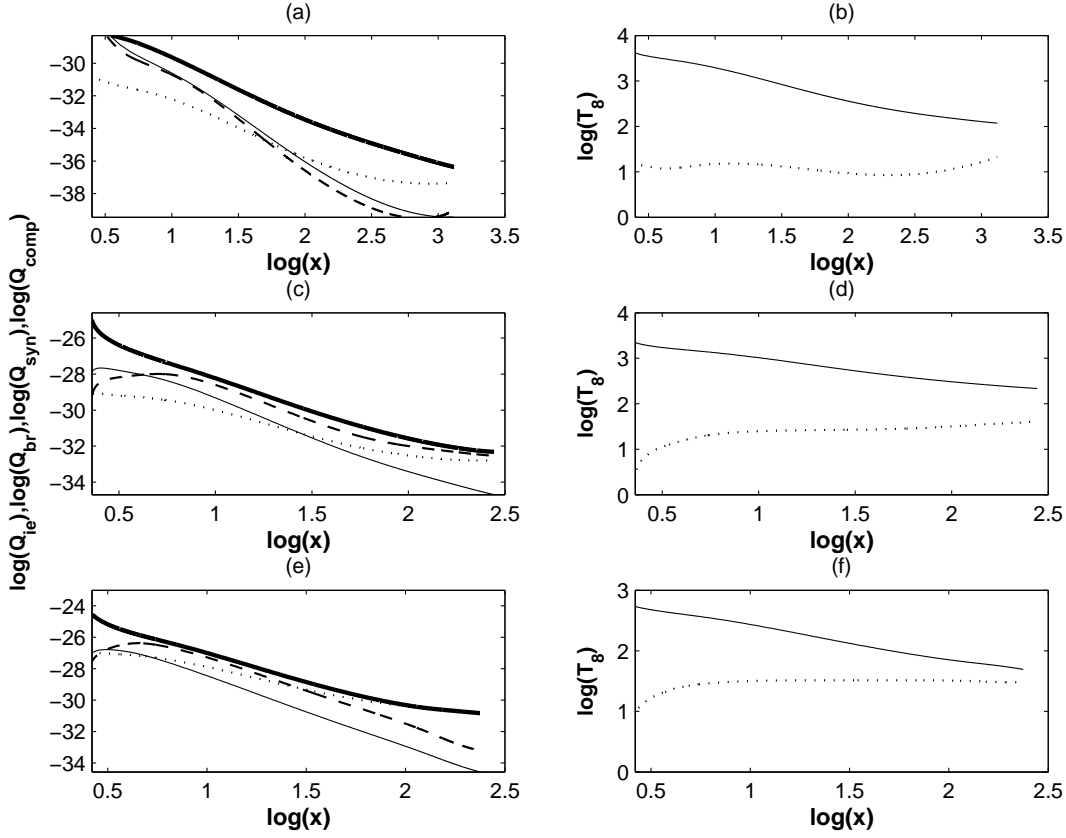 (a)
−30
−32
−34
−36
−38
0.5 1 1.5 2 2.5 3 3.5
log(x)
(b)
4
3
2
1
0
0.5 1 1.5 2 2.5 3 3.5
log(T_8)
log(x)
log(Q_ie),log(Q_br),log(Q_syn),log(Q_comp)
(c)
−26
−28
−30
−32
−34
0.5 1 1.5 2 2.5
log(x)
(d)
4
3
2
1
0
0.5 1 1.5 2 2.5
log(T_8)
log(x)
(e)
−24
−26
−28
−30
−32
−34
0.5 1 1.5 2 2.5
log(x)
(f)
3
2
1
0
0.5 1 1.5 2 2.5
log(T_8)
log(x)